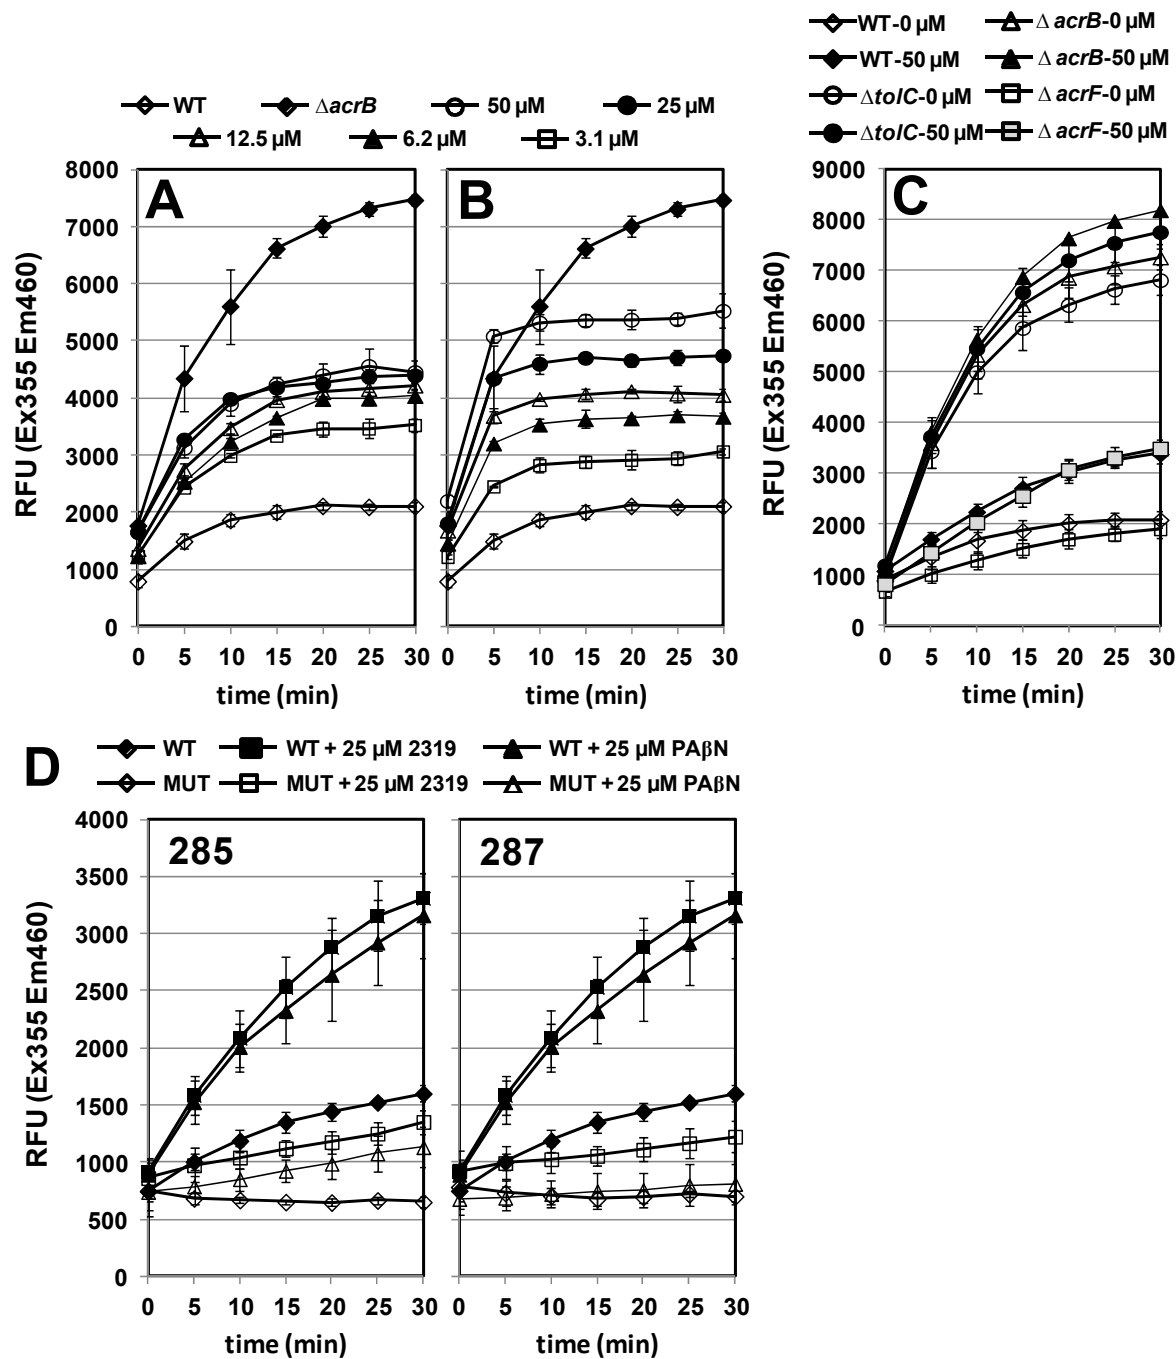 WT ΔacrB 50 µM 25 µM
12.5 µM 6.2 µM 3.1 µM
WT-0 µM Δ acrB-0 µM
WT-50 µM Δ acrB-50 µM
ΔtolC-0 µM Δ acrF-0 µM
ΔtolC-50 µM Δ acrF-50 µM
A
RFU (Ex355 Em460)
8000
7000
6000
5000
4000
3000
2000
1000
0
0 5 10 15 20 25 30
time (min)
B
0 5 10 15 20 25 30
time (min)
C
RFU (Ex355 Em460)
9000
8000
7000
6000
5000
4000
3000
2000
1000
0
0 5 10 15 20 25 30
time (min)
D
WT WT + 25 µM 2319 WT + 25 µM PAβN
MUT MUT + 25 µM 2319 MUT + 25 µM PAβN
285
RFU (Ex355 Em460)
4000
3500
3000
2500
2000
1500
1000
500
0
0 5 10 15 20 25 30
time (min)
287
0 5 10 15 20 25 30
time (min)